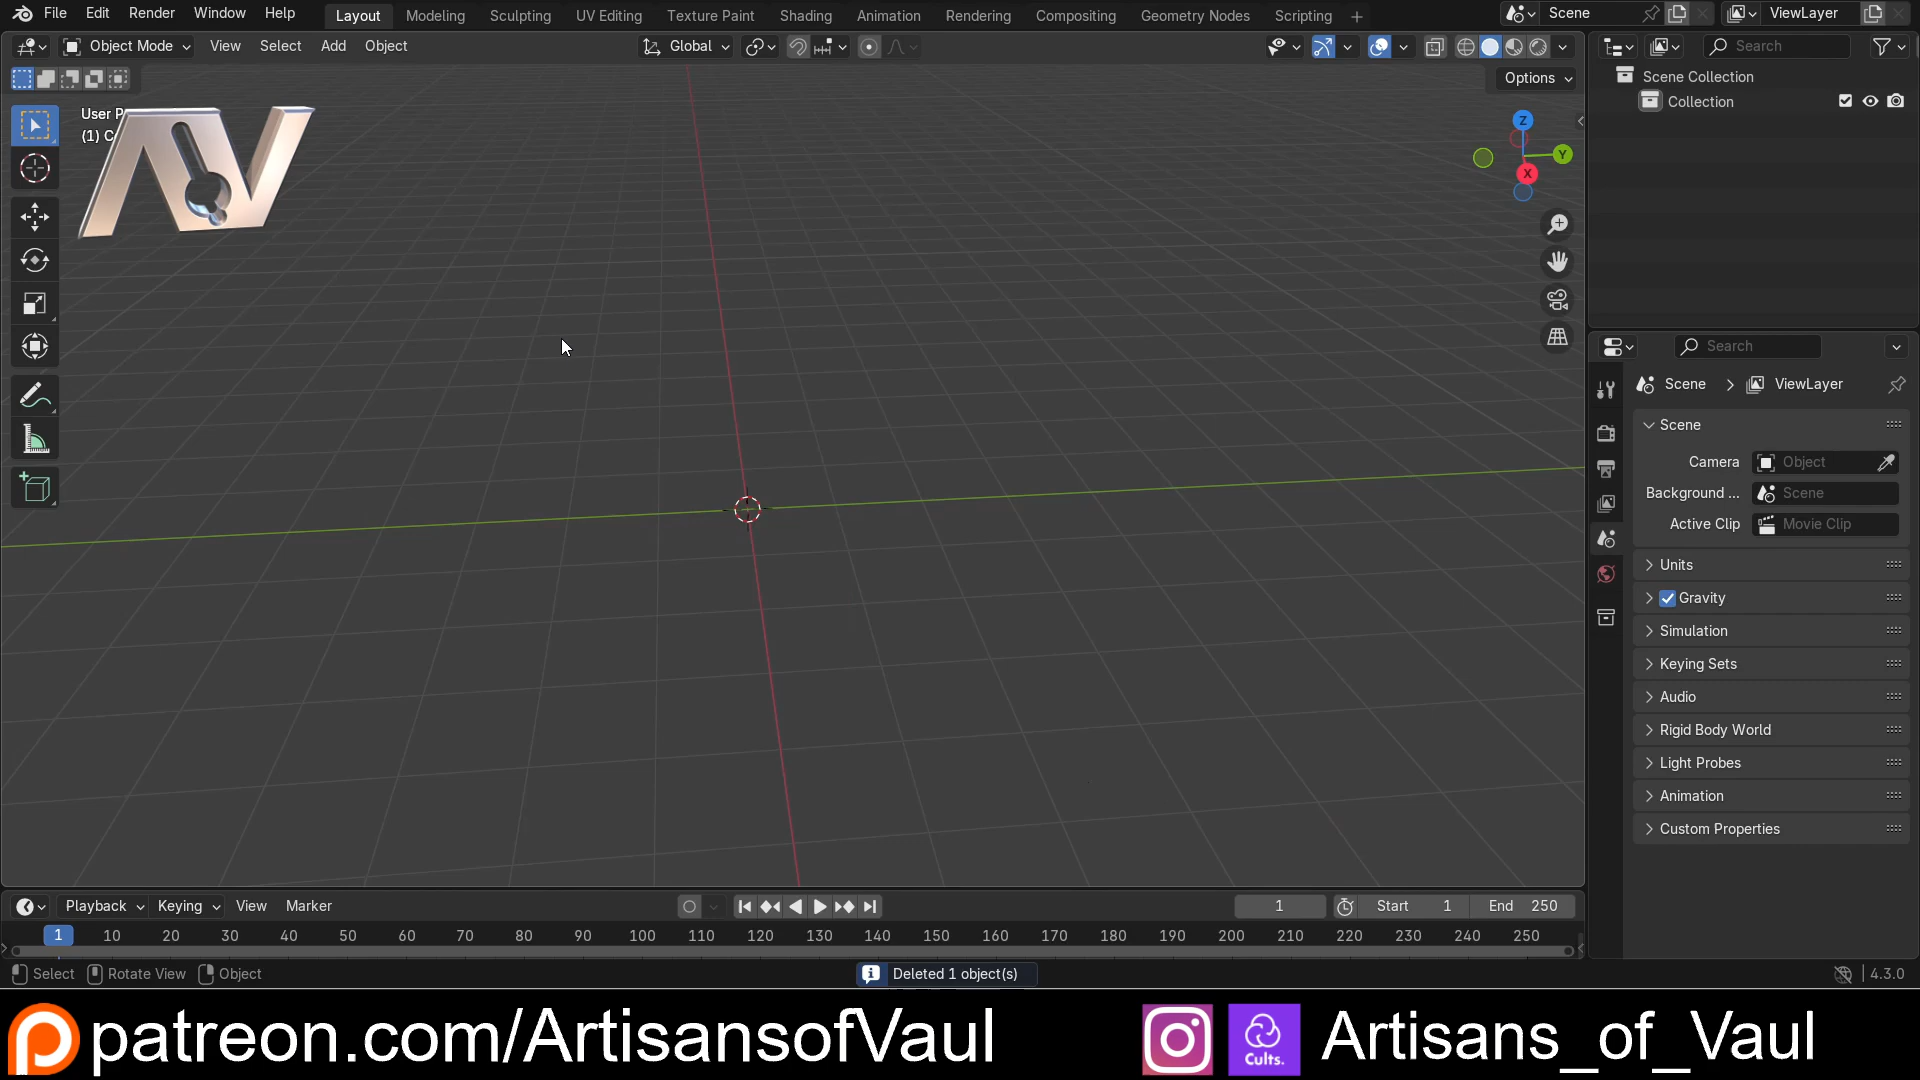 File Edit Render Window Help Layout Modeling Sculpting UV Editing Texture Paint Shading Animation Rendering Compositing Geometry Nodes Scripting + Scene ViewLayer
Object Mode View Select Add Object Global Search
Options
Scene Collection
Collection
User P
(1) Co
AV
Z
Y
X
Search
Scene > ViewLayer
Scene
Camera Object
Background ... Scene
Active Clip Movie Clip
Units
Gravity
Simulation
Keying Sets
Audio
Rigid Body World
Light Probes
Animation
Custom Properties
Playback Keying View Marker 1 Start 1 End 250
1 10 20 30 40 50 60 70 80 90 100 110 120 130 140 150 160 170 180 190 200 210 220 230 240 250
Select Rotate View Object Deleted 1 object(s) 4.3.0
patreon.com/ArtisansofVaul Cults. Artisans_of_Vaul